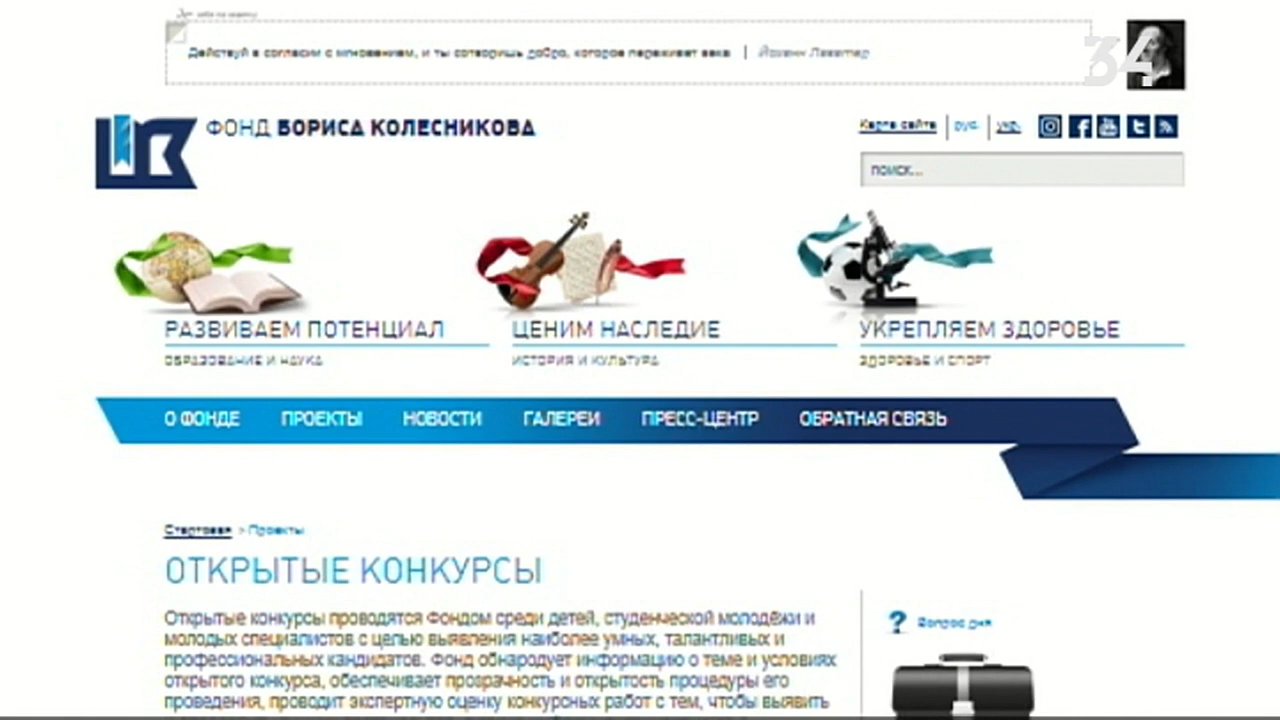 Действуй в согласии с мгновением, и ты сотворишь добро, которое переживет века | Йоганн Лаватер
34
ФОНД БОРИСА КОЛЕСНИКОВА
Карта сайта | рус. | укр.
поиск...
РАЗВИВАЕМ ПОТЕНЦИАЛ
ОБРАЗОВАНИЕ И НАУКА
ЦЕНИМ НАСЛЕДИЕ
ИСТОРИЯ И КУЛЬТУРА
УКРЕПЛЯЕМ ЗДОРОВЬЕ
ЗДОРОВЬЕ И СПОРТ
О ФОНДЕ ПРОЕКТЫ НОВОСТИ ГАЛЕРЕИ ПРЕСС-ЦЕНТР ОБРАТНАЯ СВЯЗЬ
Стартовая > Проекты
ОТКРЫТЫЕ КОНКУРСЫ
Открытые конкурсы проводятся Фондом среди детей, студенческой молодёжи и
молодых специалистов с целью выявления наиболее умных, талантливых и
профессиональных кандидатов. Фонд обнародует информацию о теме и условиях
открытого конкурса, обеспечивает прозрачность и открытость процедуры его
проведения, проводит экспертную оценку конкурсных работ с тем, чтобы выявить
? Вопрос дня